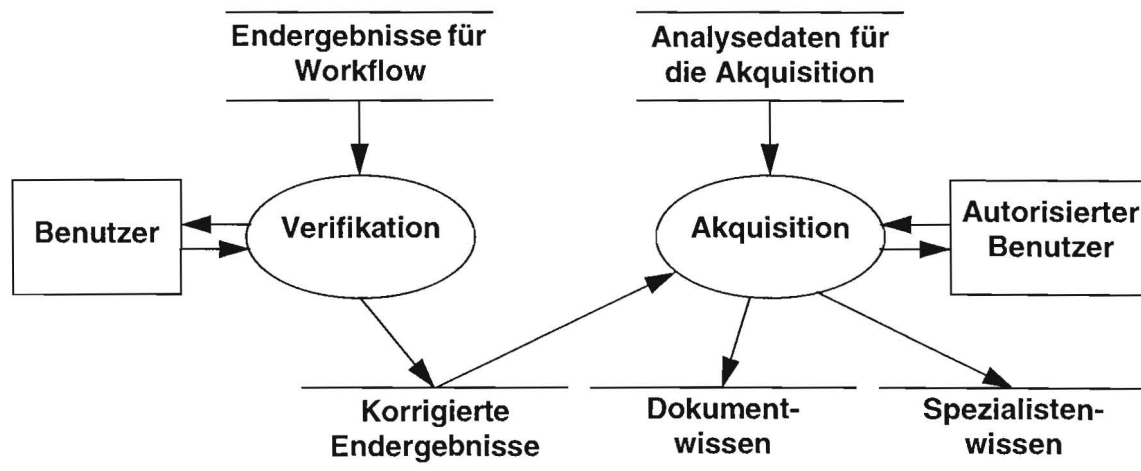 Endergebnisse für
Workflow
Analysedaten für
die Akquisition
Benutzer
Verifikation
Akquisition
Autorisierter
Benutzer
Korrigierte
Endergebnisse
Dokument-
wissen
Spezialisten-
wissen